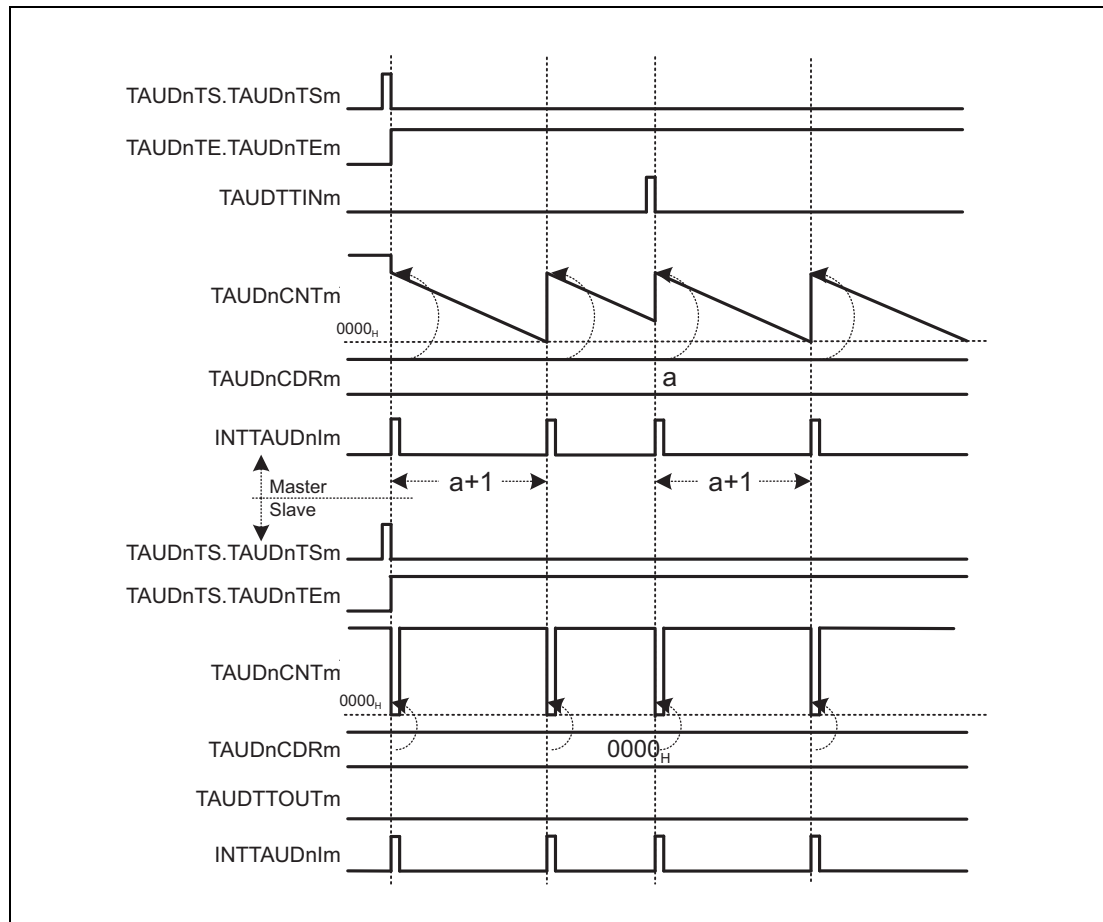 TAUDnTS.TAUDnTSm
TAUDnTE.TAUDnTEm
TAUDTTINm
TAUDnCNTm
0000H
TAUDnCDRm
a
INTTAUDnIm
a+1 a+1
Master
Slave
TAUDnTS.TAUDnTSm
TAUDnTS.TAUDnTEm
TAUDnCNTm
0000H
TAUDnCDRm
0000H
TAUDTTOUTm
INTTAUDnIm